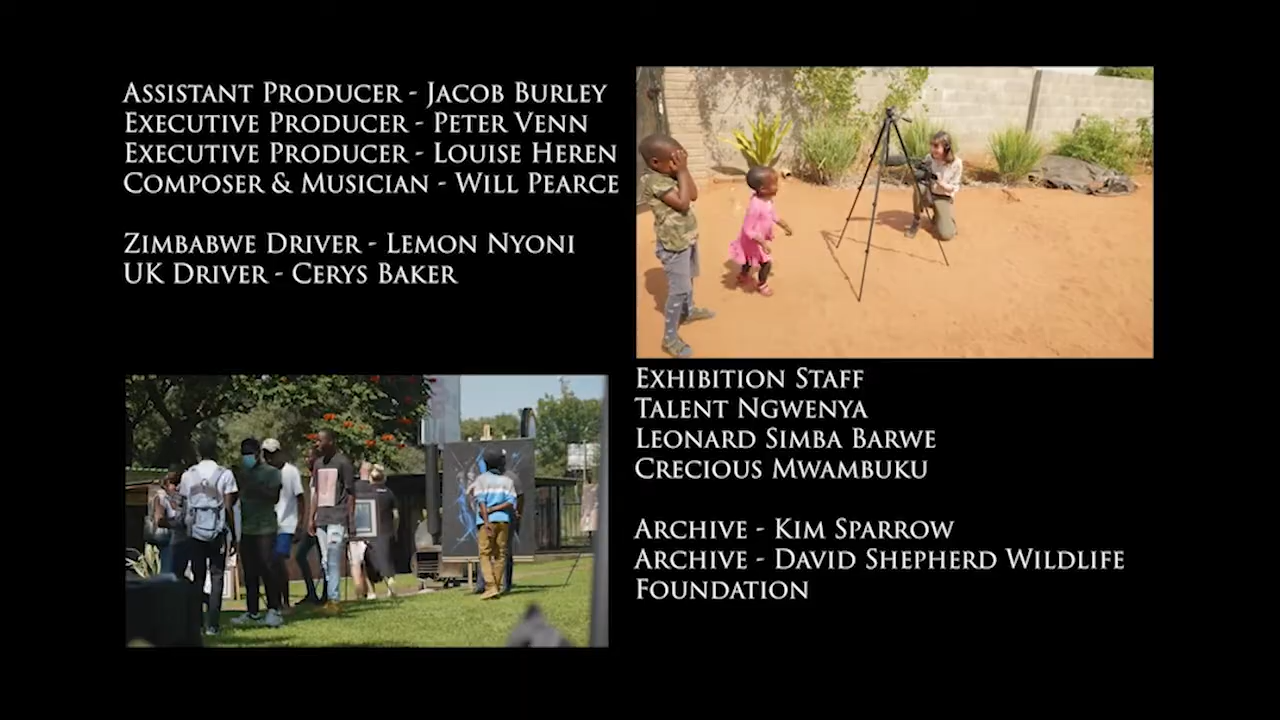 Assistant Producer - Jacob Burley
Executive Producer - Peter Venn
Executive Producer - Louise Heren
Composer & Musician - Will Pearce
Zimbabwe Driver - Lemon Nyoni
UK Driver - Cerys Baker
Exhibition Staff
Talent Ngwenya
Leonard Simba Barwe
Crecious Mwambuku
Archive - Kim Sparrow
Archive - David Shepherd Wildlife
Foundation